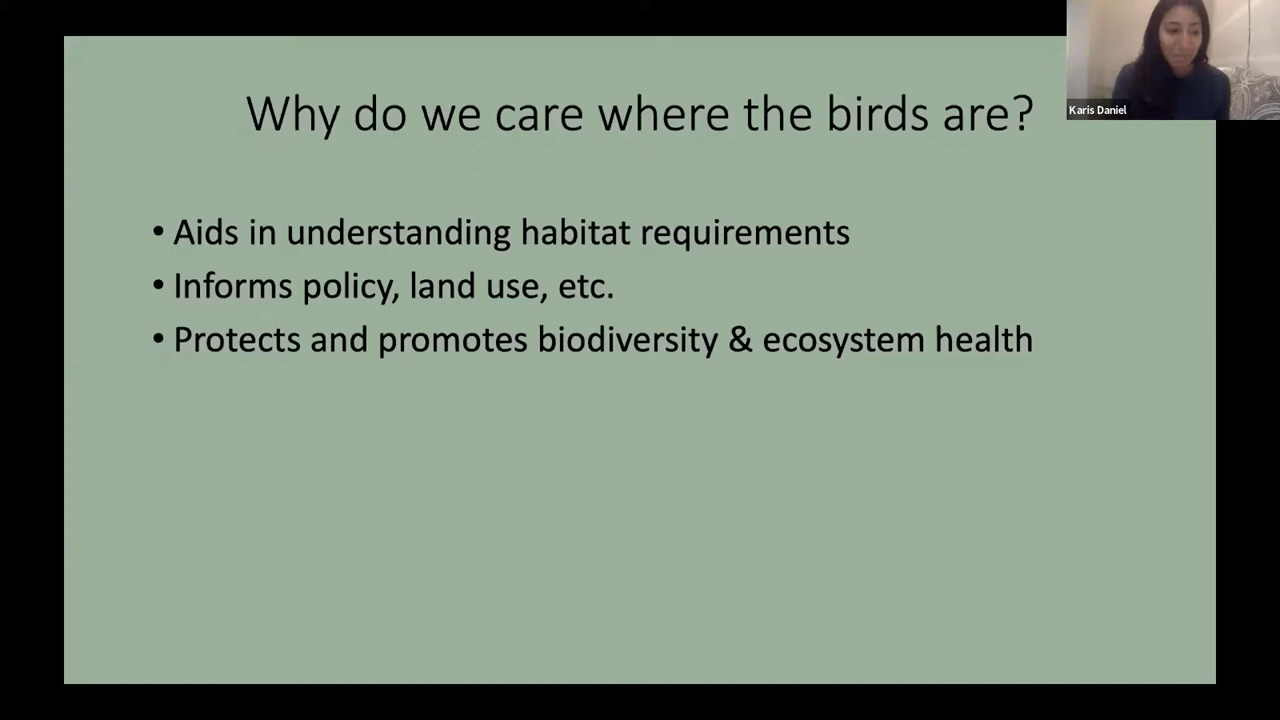 Karis Daniel
Why do we care where the birds are?
• Aids in understanding habitat requirements
• Informs policy, land use, etc.
• Protects and promotes biodiversity & ecosystem health